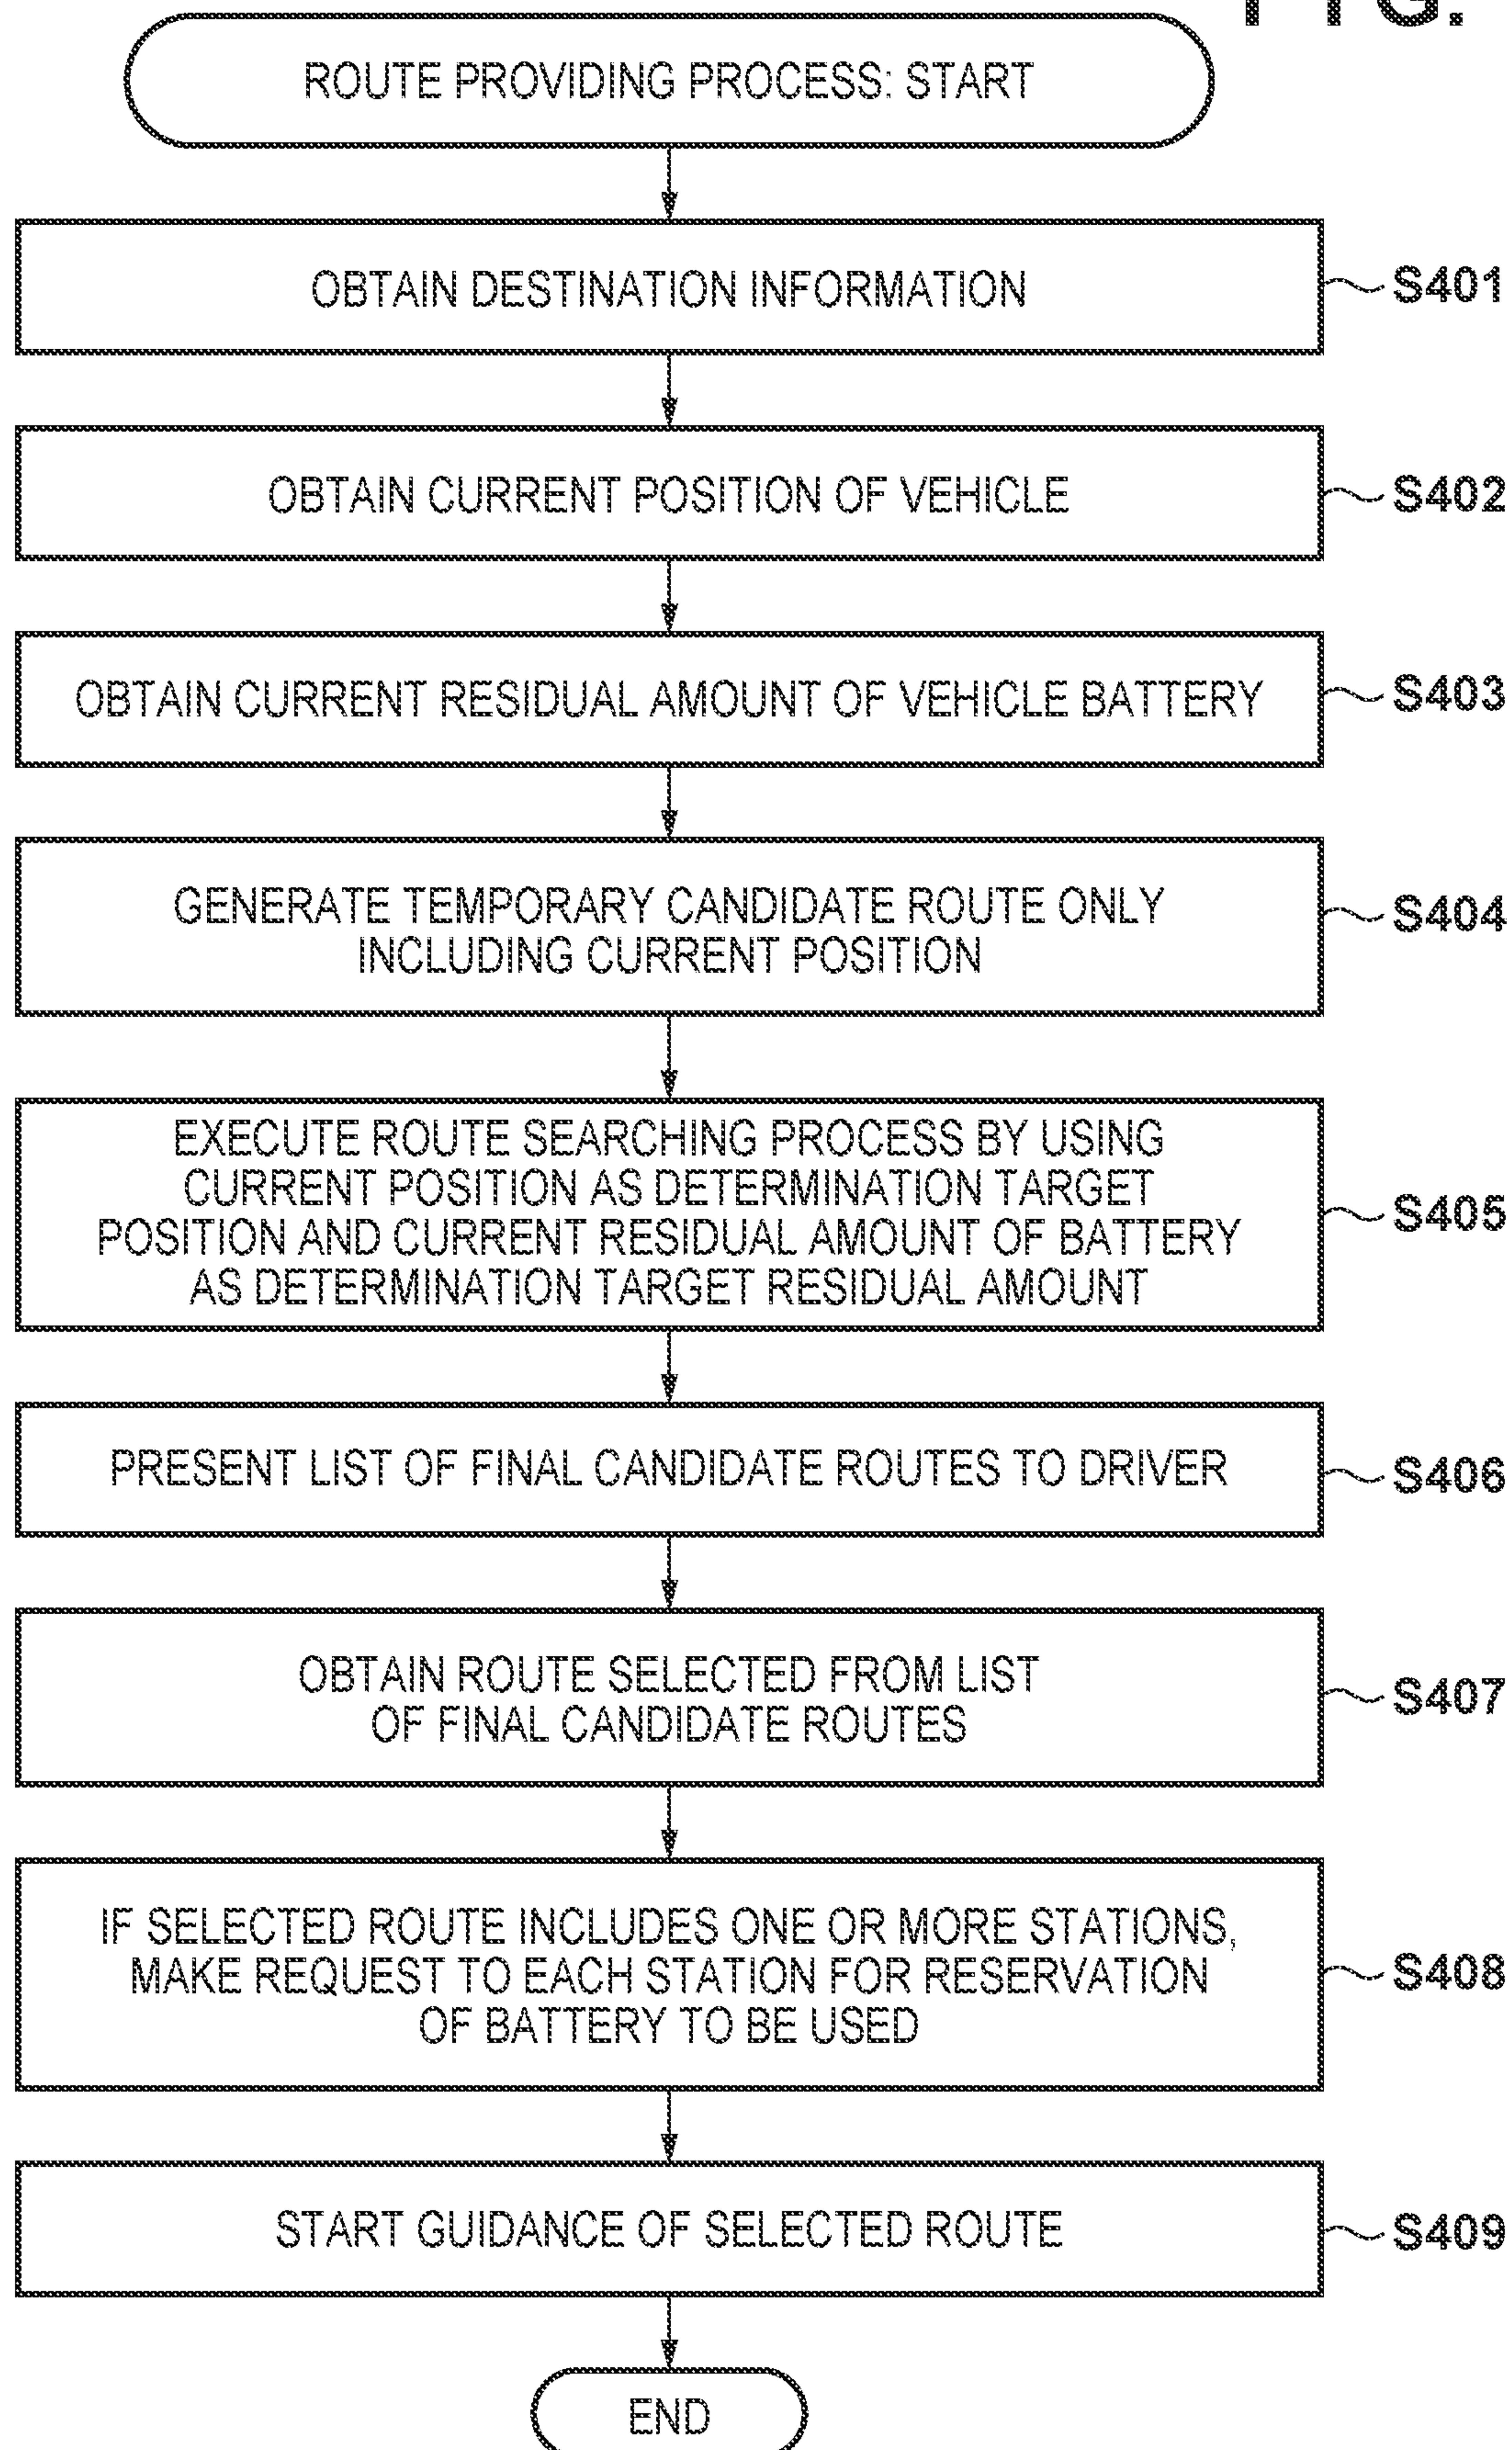 FIG.
ROUTE PROVIDING PROCESS: START
OBTAIN DESTINATION INFORMATION
S401
OBTAIN CURRENT POSITION OF VEHICLE
S402
OBTAIN CURRENT RESIDUAL AMOUNT OF VEHICLE BATTERY
S403
GENERATE TEMPORARY CANDIDATE ROUTE ONLY
INCLUDING CURRENT POSITION
S404
EXECUTE ROUTE SEARCHING PROCESS BY USING
CURRENT POSITION AS DETERMINATION TARGET
POSITION AND CURRENT RESIDUAL AMOUNT OF BATTERY
AS DETERMINATION TARGET RESIDUAL AMOUNT
S405
PRESENT LIST OF FINAL CANDIDATE ROUTES TO DRIVER
S406
OBTAIN ROUTE SELECTED FROM LIST
OF FINAL CANDIDATE ROUTES
S407
IF SELECTED ROUTE INCLUDES ONE OR MORE STATIONS,
MAKE REQUEST TO EACH STATION FOR RESERVATION
OF BATTERY TO BE USED
S408
START GUIDANCE OF SELECTED ROUTE
S409
END